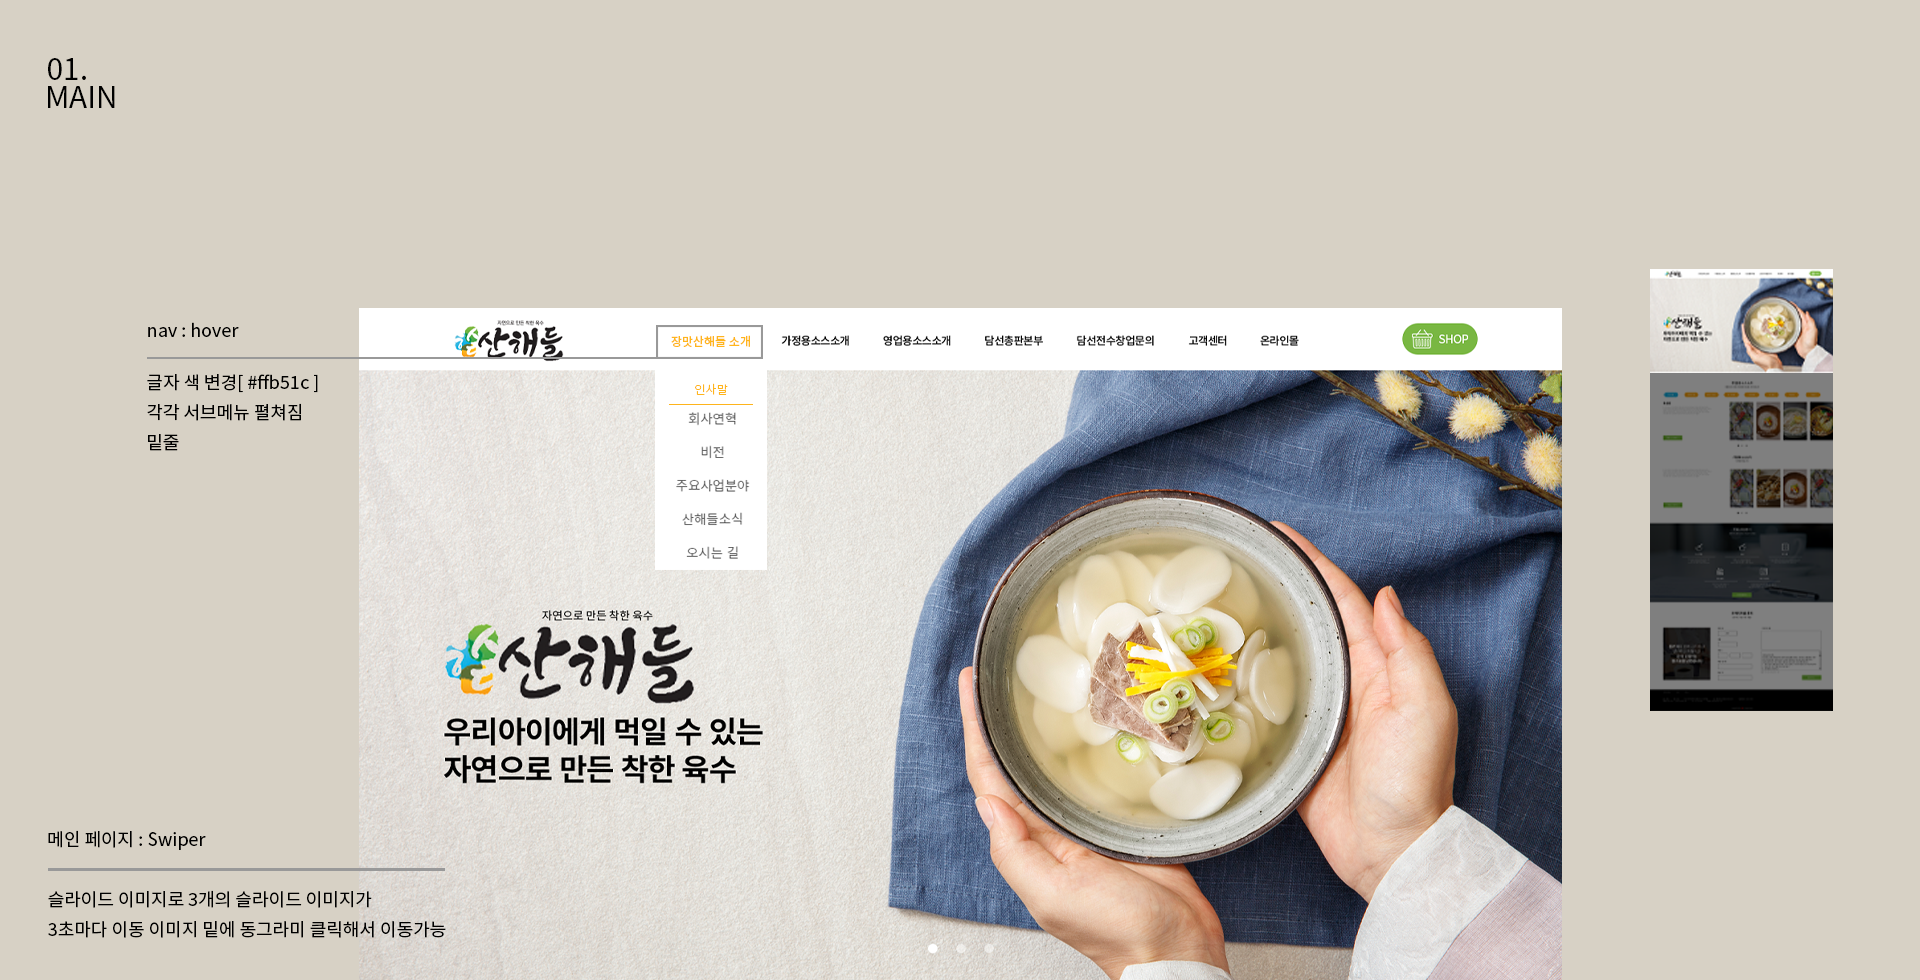 01.
MAIN
nav : hover
글자 색 변경[ #ffb51c ]
각각 서브메뉴 펼쳐짐
밑줄
자연으로 만든 착한 육수
산해들
장맛산해들 소개
가정용소스소개
영업용소스소개
담선총판본부
담선전수창업문의
고객센터
온라인몰
SHOP
인사말
회사연혁
비전
주요사업분야
산해들소식
오시는 길
자연으로 만든 착한 육수
산해들
우리아이에게 먹일 수 있는
자연으로 만든 착한 육수
메인 페이지 : Swiper
슬라이드 이미지로 3개의 슬라이드 이미지가
3초마다 이동 이미지 밑에 동그라미 클릭해서 이동가능